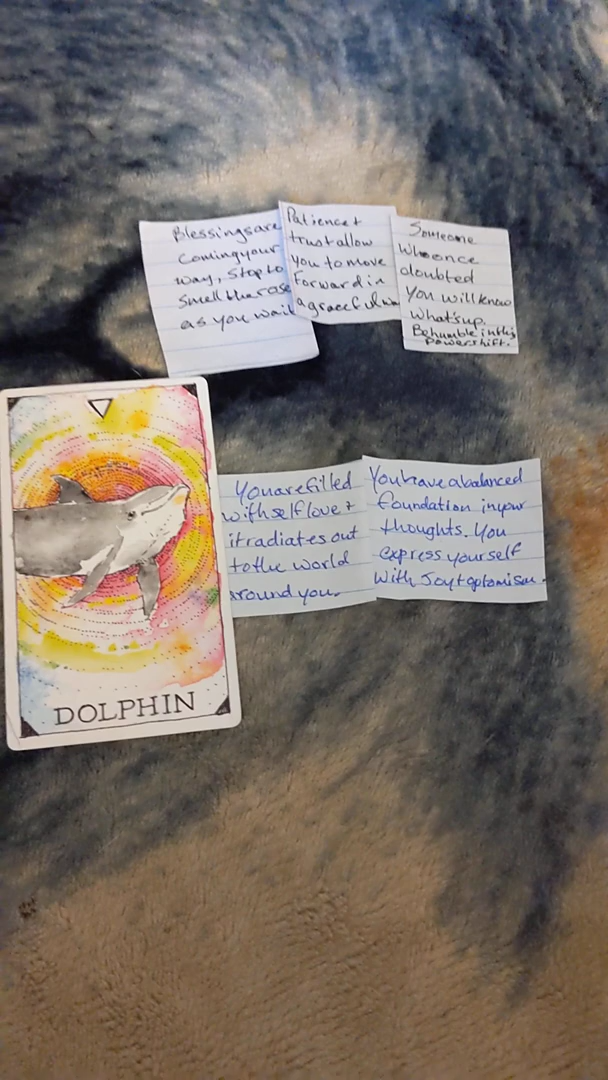 Blessings are
coming your
way, stop to
smell the rose
as you wait
Patience +
trust allow
you to move
forward in
a graceful wa
Someone
who once
doubted
you will know
what's up.
Be humble in this
power shift.
You are filled
with self love +
it radiates out
to the world
around you.
You have a balanced
foundation in your
thoughts. You
express yourself
with Joy + optomism.
DOLPHIN